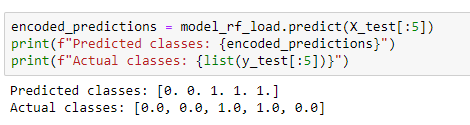 encoded_predictions = model_rf_load.predict(X_test[:5])
print(f"Predicted classes: {encoded_predictions}")
print(f"Actual classes: {list(y_test[:5])}")
Predicted classes: [0. 0. 1. 1. 1.]
Actual classes: [0.0, 0.0, 1.0, 1.0, 0.0]